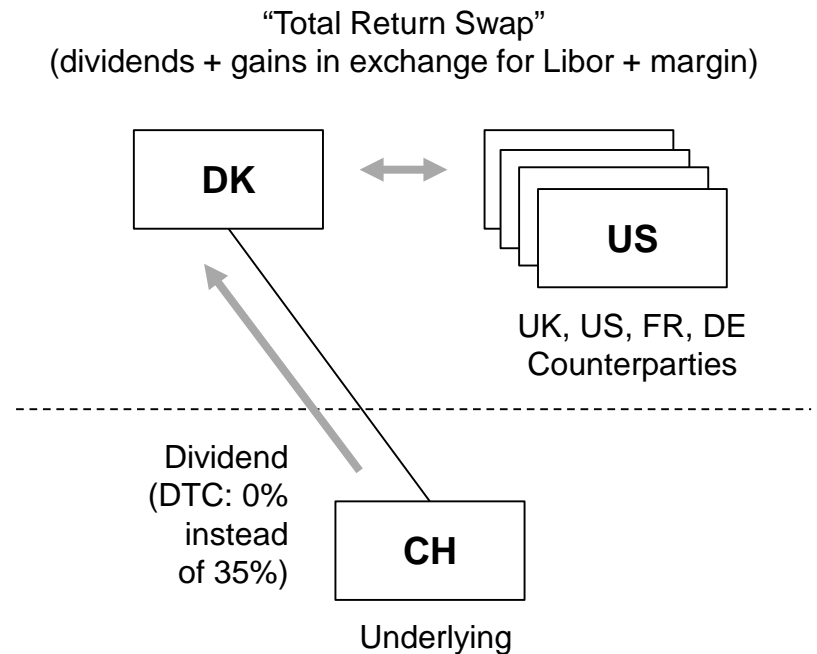 “Total Return Swap”
(dividends + gains in exchange for Libor + margin)
DK
US
UK, US, FR, DE
Counterparties
Dividend
(DTC: 0%
instead
of 35%)
CH
Underlying